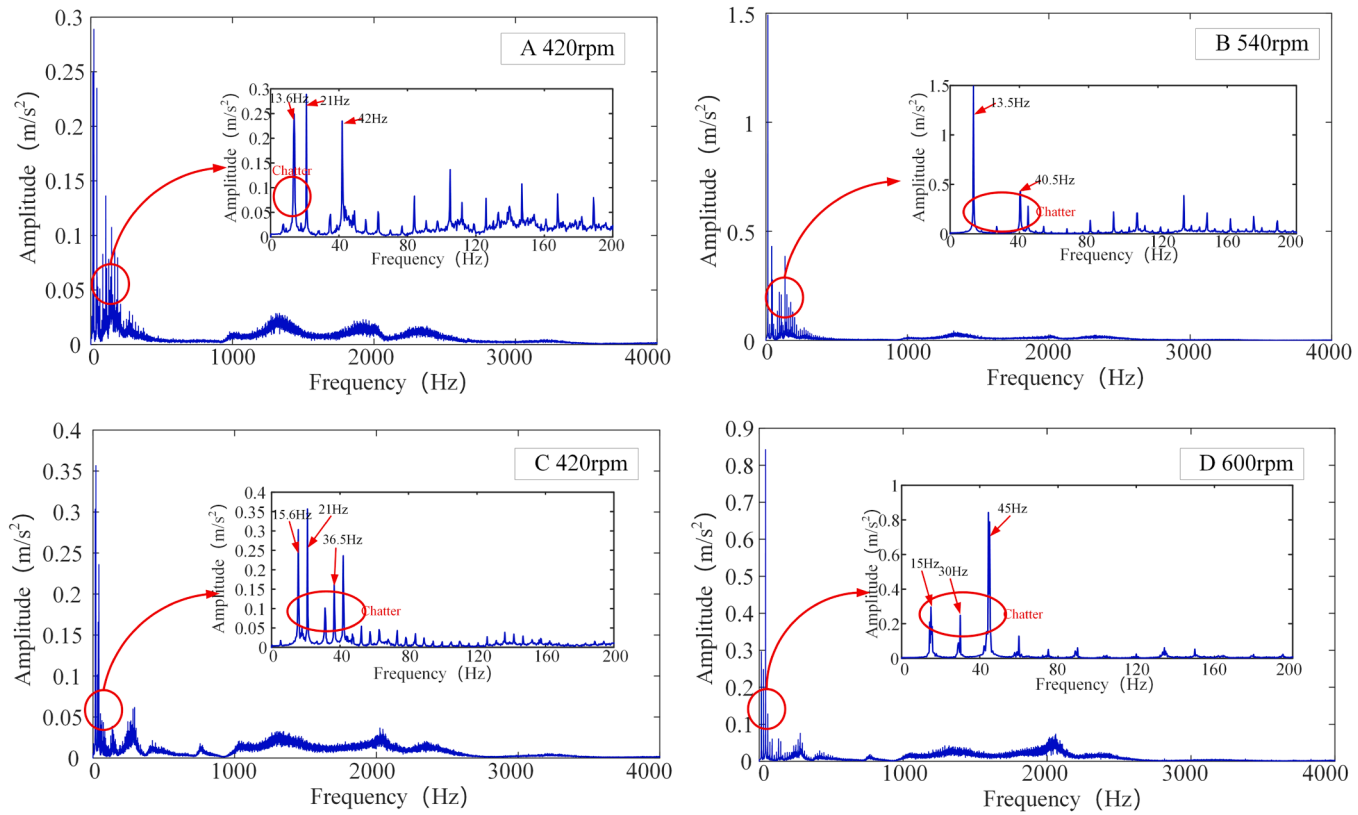 A 420rpm
Amplitude (m/s²)
0.3
0.25
0.2
0.15
0.1
0.05
0
0 1000 2000 3000 4000
Frequency (Hz)
Amplitude (m/s²)
0.3
0.25
0.2
0.15
0.1
0.05
0
0 40 80 120 160 200
Frequency (Hz)
13.6Hz
21Hz
42Hz
Chatter
B 540rpm
Amplitude (m/s²)
1.5
1
0.5
0
0 1000 2000 3000 4000
Frequency (Hz)
Amplitude (m/s²)
1.5
1
0.5
0
0 40 80 120 160 200
Frequency (Hz)
13.5Hz
40.5Hz
Chatter
C 420rpm
Amplitude (m/s²)
0.4
0.35
0.3
0.25
0.2
0.15
0.1
0.05
0
0 1000 2000 3000 4000
Frequency (Hz)
Amplitude (m/s²)
0.4
0.35
0.3
0.25
0.2
0.15
0.1
0.05
0
0 40 80 120 160 200
Frequency (Hz)
15.6Hz
21Hz
36.5Hz
Chatter
D 600rpm
Amplitude (m/s²)
0.9
0.8
0.7
0.6
0.5
0.4
0.3
0.2
0.1
0
0 1000 2000 3000 4000
Frequency (Hz)
Amplitude (m/s²)
1
0.8
0.6
0.4
0.2
0
0 40 80 120 160 200
Frequency (Hz)
15Hz
30Hz
45Hz
Chatter